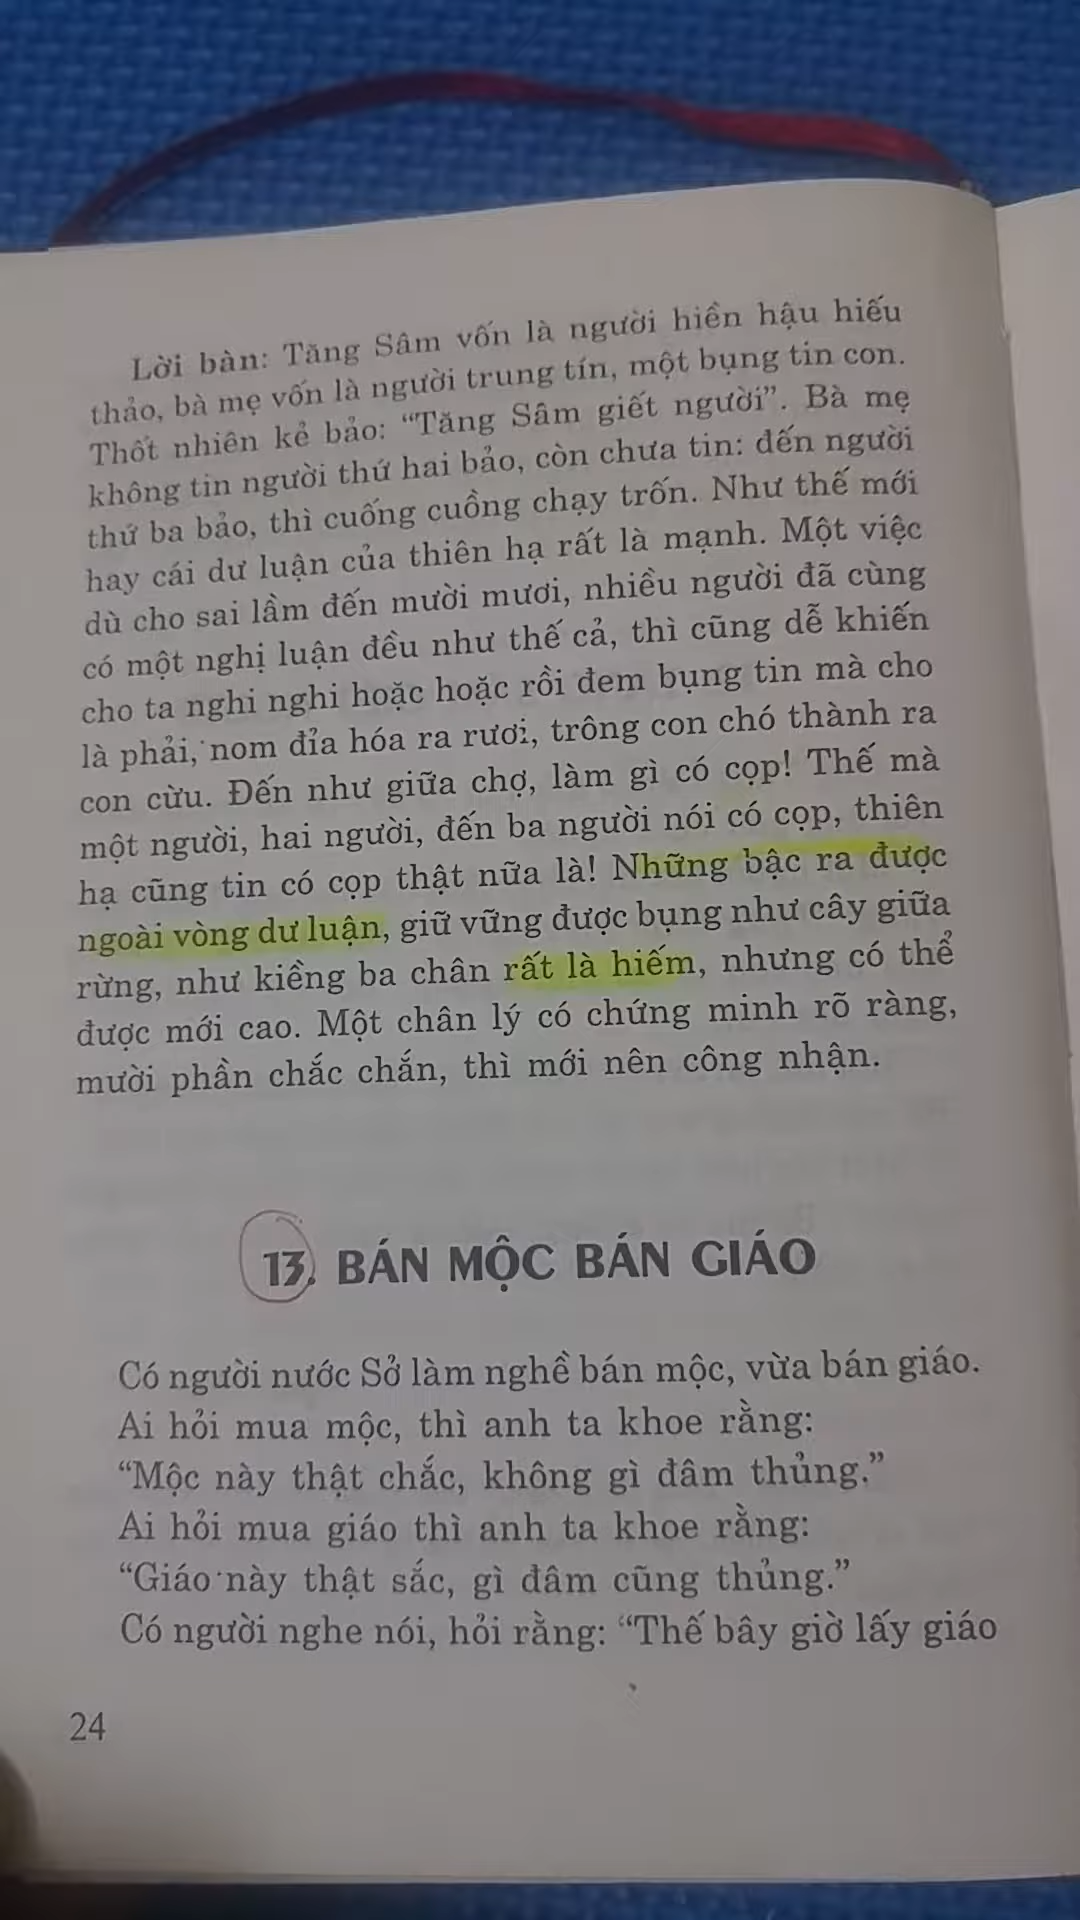 Lời bàn: Tăng Sâm vốn là người hiền hậu hiếu
thảo, bà mẹ vốn là người trung tín, một bụng tin con.
Thốt nhiên kẻ bảo: “Tăng Sâm giết người”. Bà mẹ
không tin người thứ hai bảo, còn chưa tin: đến người
thứ ba bảo, thì cuống cuồng chạy trốn. Như thế mới
hay cái dư luận của thiên hạ rất là mạnh. Một việc
dù cho sai lầm đến mười mươi, nhiều người đã cùng
có một nghị luận đều như thế cả, thì cũng dễ khiến
cho ta nghi nghi hoặc hoặc rồi đem bụng tin mà cho
là phải, nom đỉa hóa ra rươi, trông con chó thành ra
con cừu. Đến như giữa chợ, làm gì có cọp! Thế mà
một người, hai người, đến ba người nói có cọp, thiên
hạ cũng tin có cọp thật nữa là! Những bậc ra được
ngoài vòng dư luận, giữ vững được bụng như cây giữa
rừng, như kiềng ba chân rất là hiếm, nhưng có thể
được mới cao. Một chân lý có chứng minh rõ ràng,
mười phần chắc chắn, thì mới nên công nhận.
13. BÁN MỘC BÁN GIÁO
Có người nước Sở làm nghề bán mộc, vừa bán giáo.
Ai hỏi mua mộc, thì anh ta khoe rằng:
“Mộc này thật chắc, không gì đâm thủng.”
Ai hỏi mua giáo thì anh ta khoe rằng:
“Giáo này thật sắc, gì đâm cũng thủng.”
Có người nghe nói, hỏi rằng: “Thế bây giờ lấy giáo
24